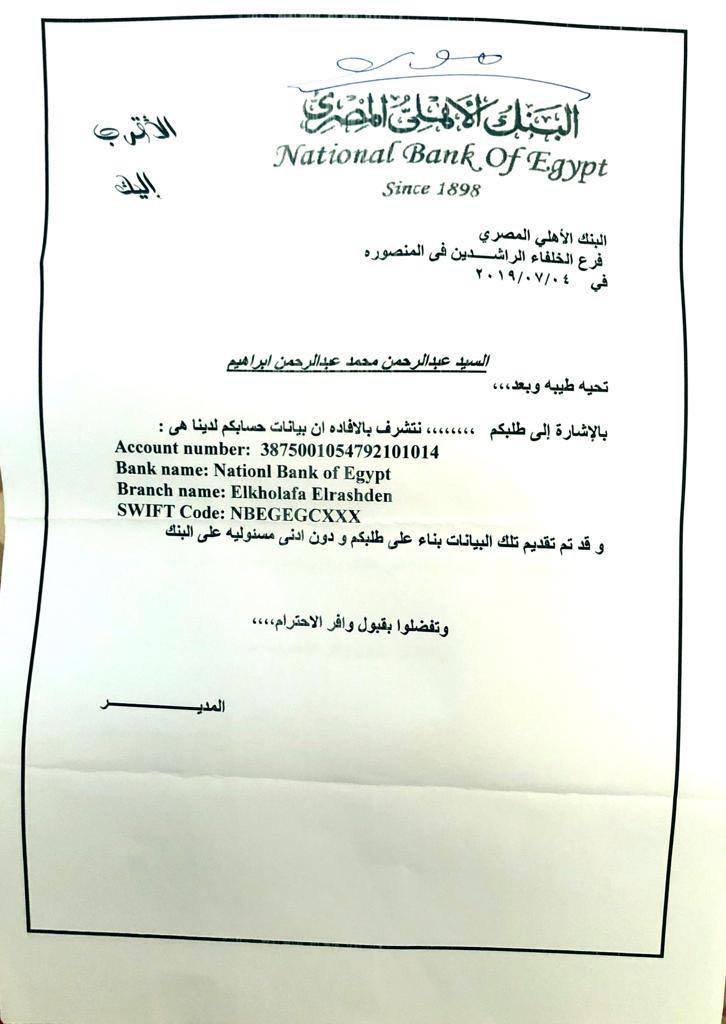 صورة
البنك الأهلي المصري
National Bank Of Egypt
Since 1898
الأقرب
إليك
البنك الأهلي المصري
فرع الخلفاء الراشـــدين فى المنصوره
في ٢٠١٩/٠٧/٠٤
السيد عبدالرحمن محمد عبدالرحمن ابراهيم
تحيه طيبه وبعد،،،
بالإشارة إلى طلبكم ،،،،،،،، نتشرف بالافاده ان بيانات حسابكم لدينا هى :
Account number: 3875001054792101014
Bank name: Nationl Bank of Egypt
Branch name: Elkholafa Elrashden
SWIFT Code: NBEGEGCXXX
و قد تم تقديم تلك البيانات بناء على طلبكم و دون ادنى مسئوليه على البنك
وتفضلوا بقبول وافر الاحترام،،،،
المديـــــــــــــر